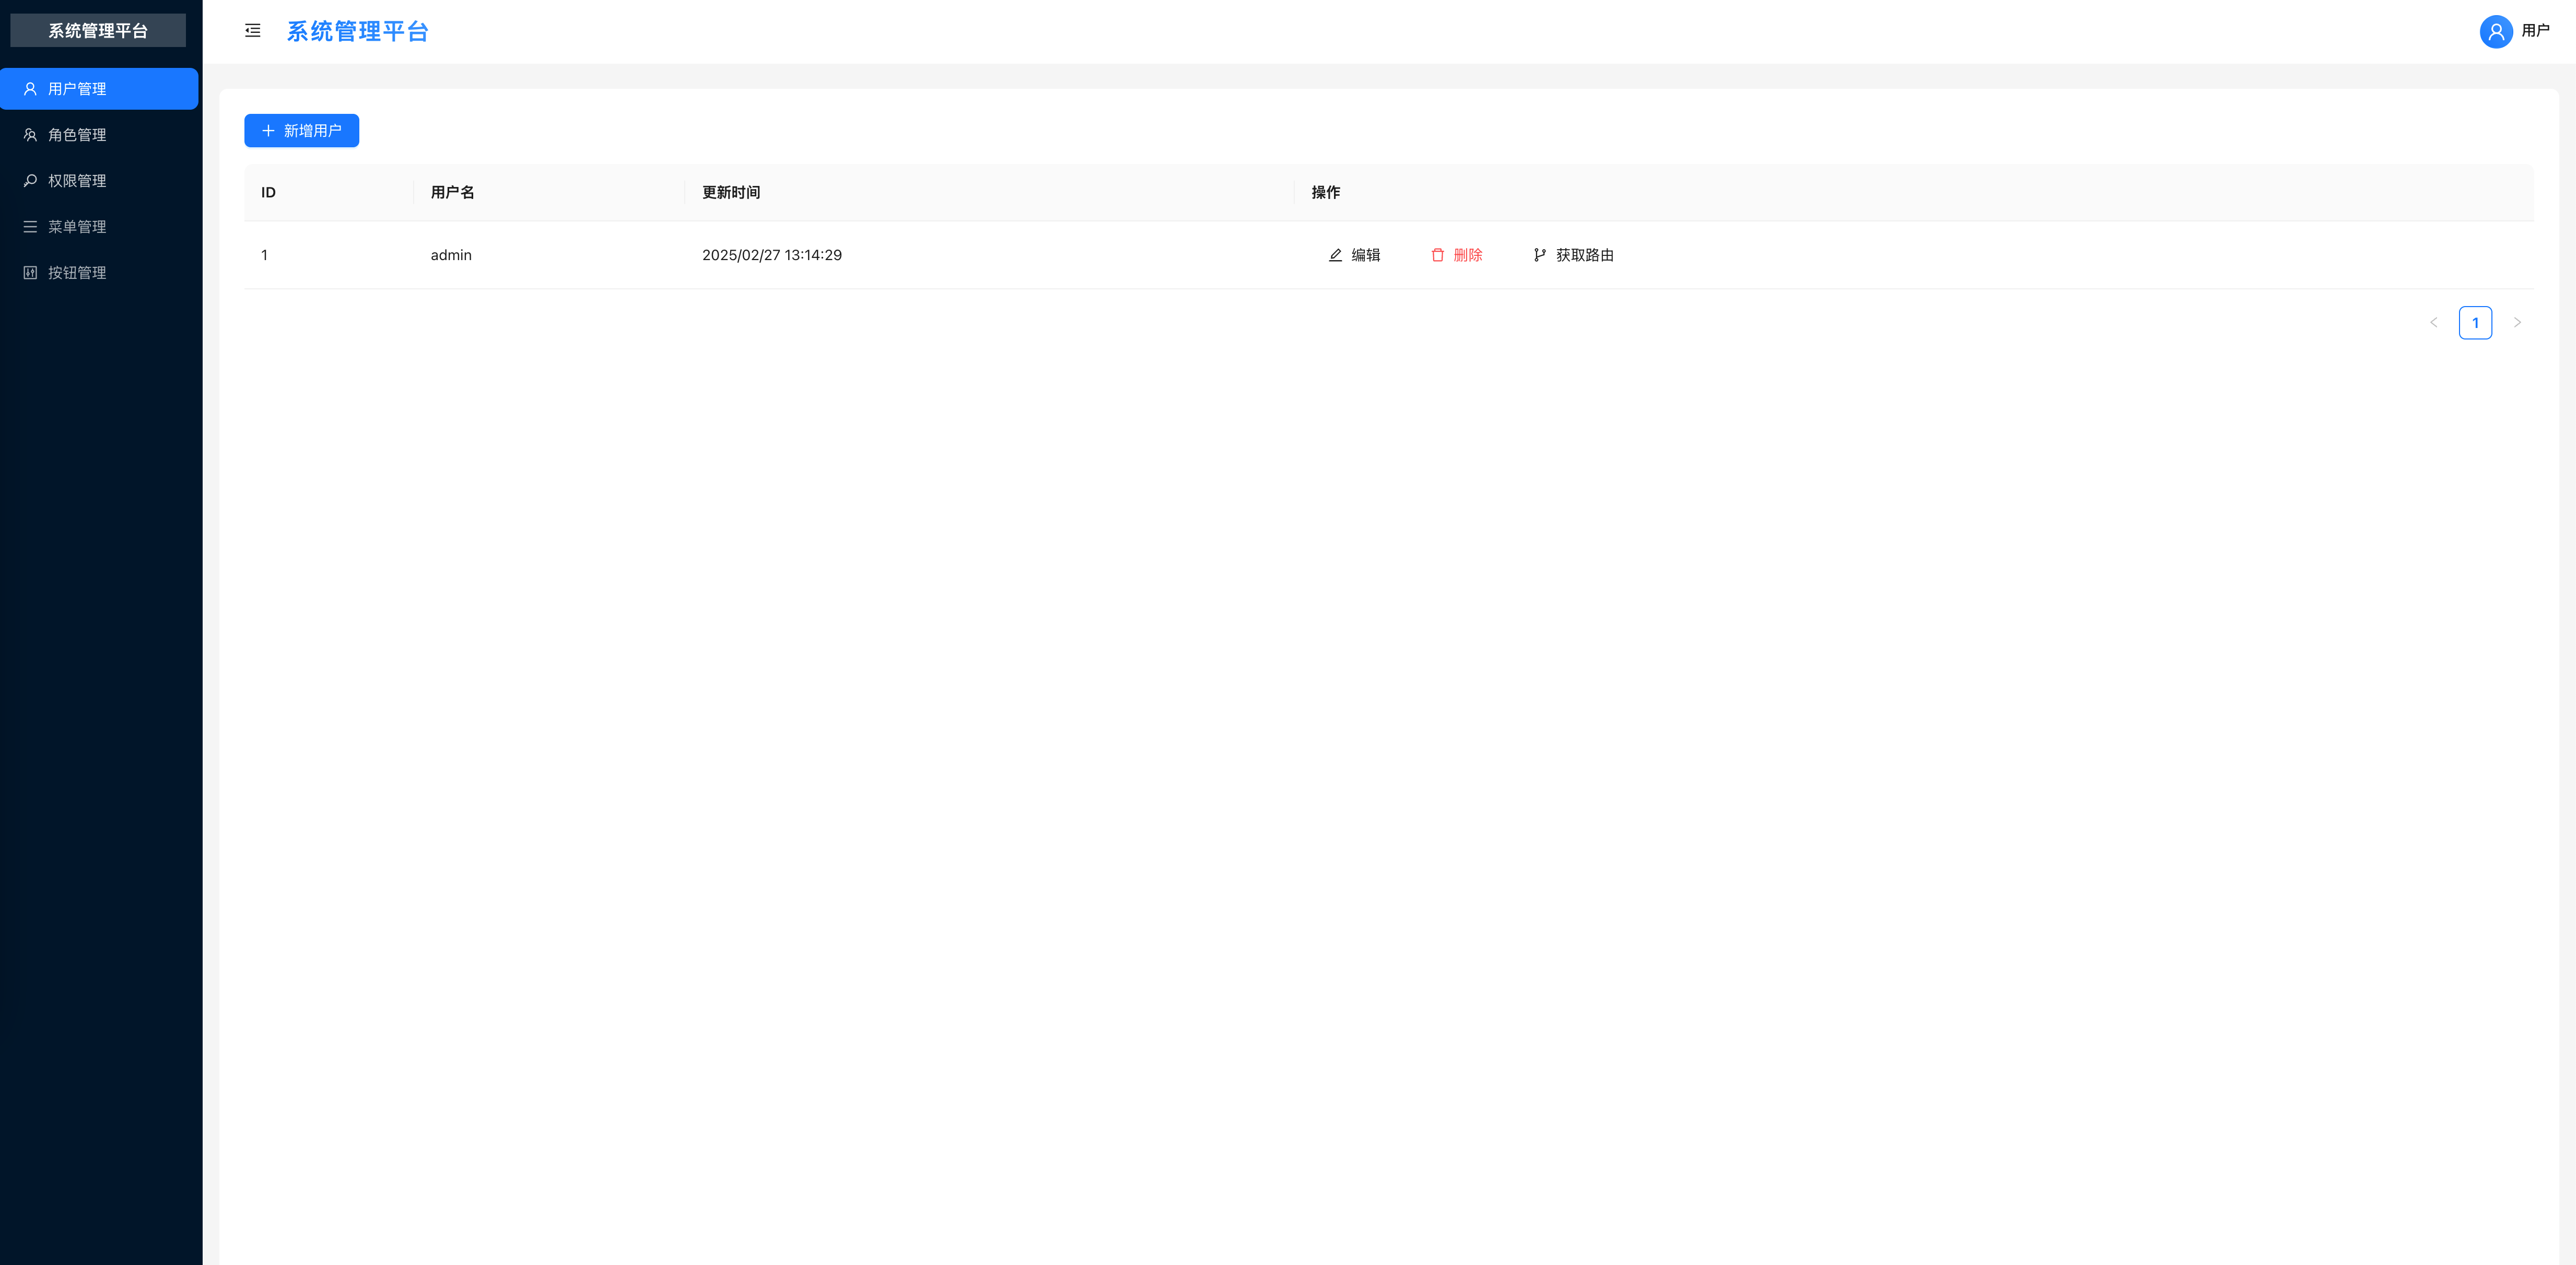 系统管理平台
用户管理
角色管理
权限管理
菜单管理
按钮管理
系统管理平台
用户
新增用户
ID 用户名 更新时间 操作
1 admin 2025/02/27 13:14:29 编辑 删除 获取路由
1